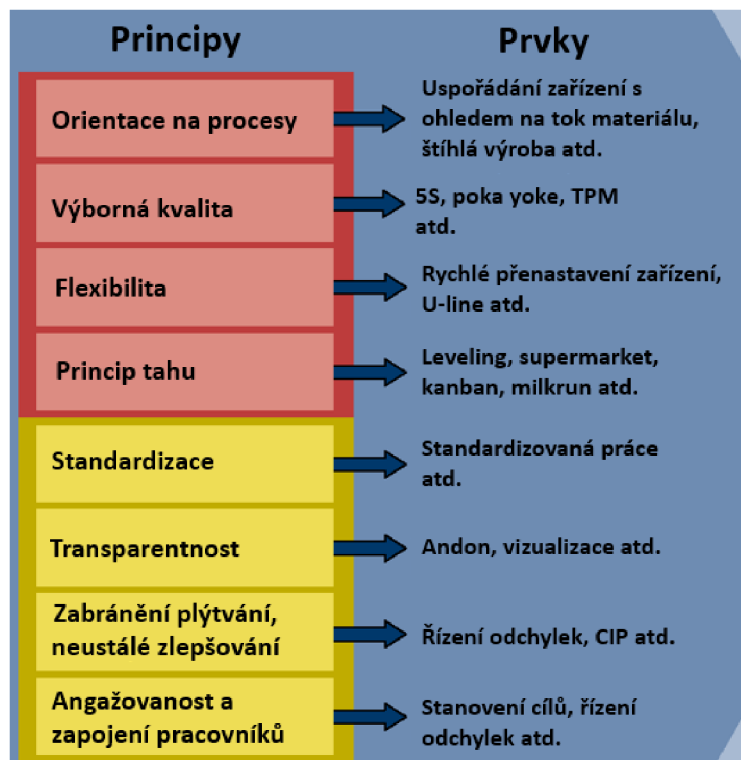 Principy
Prvky
Orientace na procesy
Uspořádání zařízení s
ohledem na tok materiálu,
štíhlá výroba atd.
Výborná kvalita
5S, poka yoke, TPM
atd.
Flexibilita
Rychlé přenastavení zařízení,
U-line atd.
Princip tahu
Leveling, supermarket,
kanban, milkrun atd.
Standardizace
Standardizovaná práce
atd.
Transparentnost
Andon, vizualizace atd.
Zabránění plýtvání,
neustálé zlepšování
Řízení odchylek, CIP atd.
Angažovanost a
zapojení pracovníků
Stanovení cílů, řízení
odchylek atd.